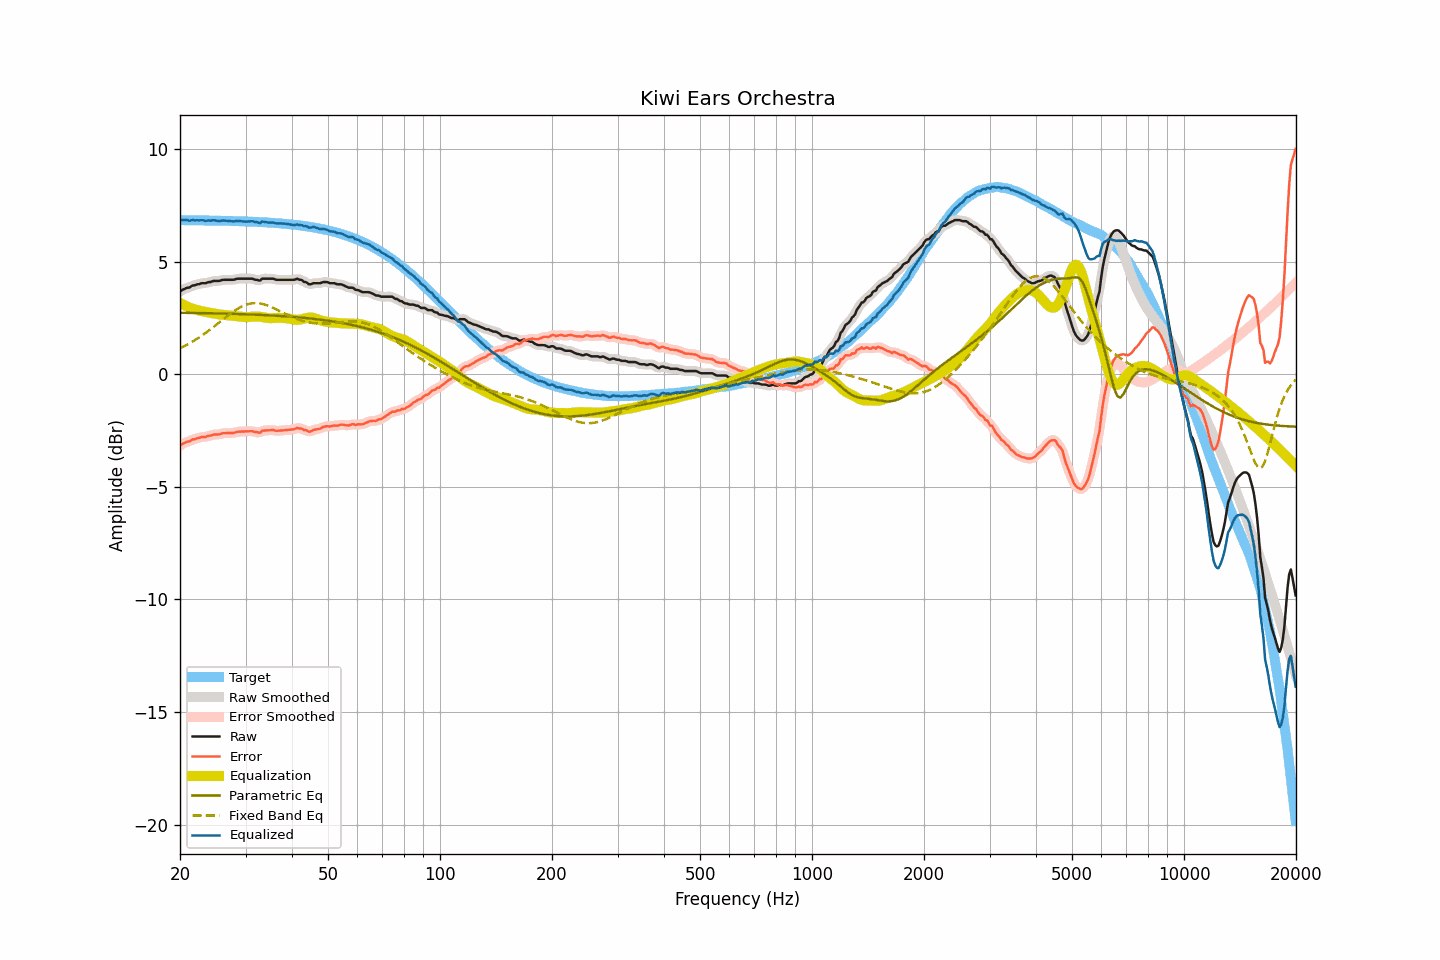 Kiwi Ears Orchestra
Amplitude (dBr)
10
5
0
−5
−10
−15
−20
Target
Raw Smoothed
Error Smoothed
Raw
Error
Equalization
Parametric Eq
Fixed Band Eq
Equalized
20 50 100 200 500 1000 2000 5000 10000 20000
Frequency (Hz)